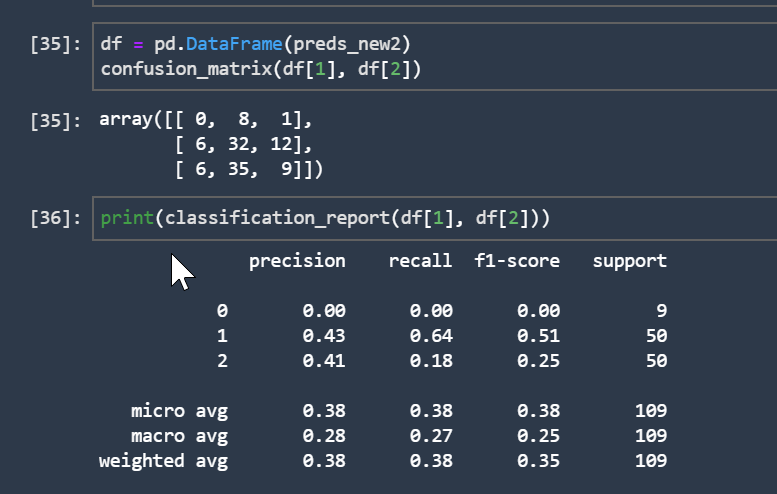 [35]: df = pd.DataFrame(preds_new2)
confusion_matrix(df[1], df[2])
[35]: array([[ 0,  8,  1],
       [ 6, 32, 12],
       [ 6, 35,  9]])
[36]: print(classification_report(df[1], df[2]))
precision recall f1-score support
0 0.00 0.00 0.00 9
1 0.43 0.64 0.51 50
2 0.41 0.18 0.25 50
micro avg 0.38 0.38 0.38 109
macro avg 0.28 0.27 0.25 109
weighted avg 0.38 0.38 0.35 109